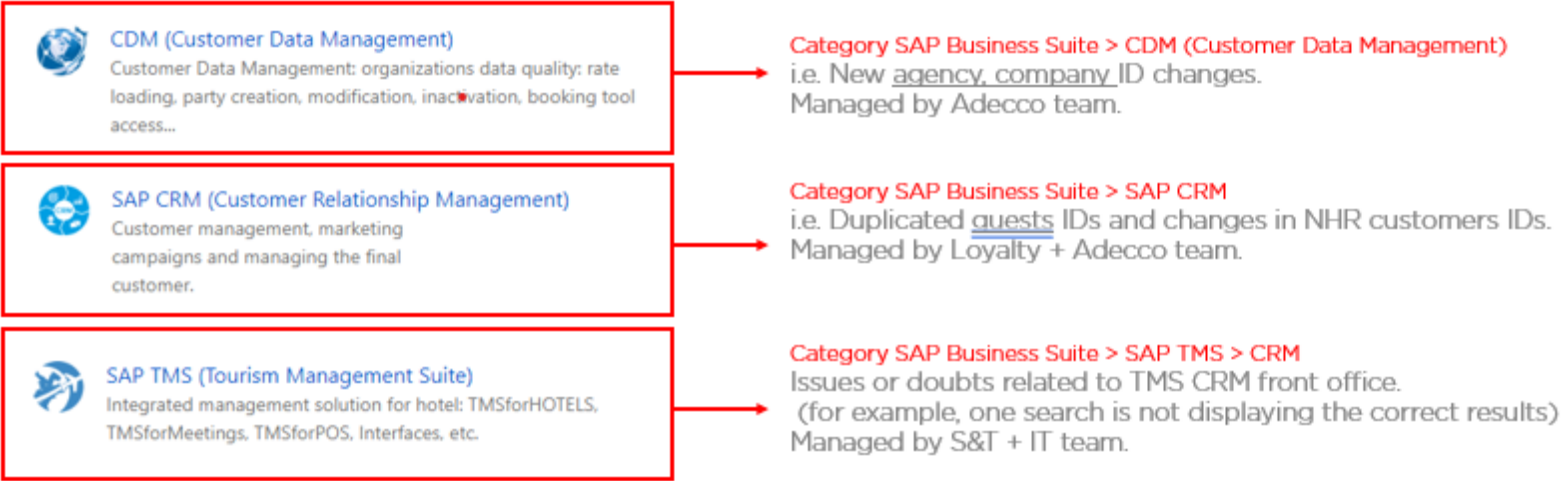 CDM (Customer Data Management)
Customer Data Management: organizations data quality: rate
loading, party creation, modification, inactivation, booking tool
access...
Category SAP Business Suite > CDM (Customer Data Management)
i.e. New agency, company ID changes.
Managed by Adecco team.
CRM
SAP CRM (Customer Relationship Management)
Customer management, marketing
campaigns and managing the final
customer.
Category SAP Business Suite > SAP CRM
i.e. Duplicated guests IDs and changes in NHR customers IDs.
Managed by Loyalty + Adecco team.
SAP TMS (Tourism Management Suite)
Integrated management solution for hotel: TMSforHOTELS,
TMSforMeetings, TMSforPOS, Interfaces, etc.
Category SAP Business Suite > SAP TMS > CRM
Issues or doubts related to TMS CRM front office.
(for example, one search is not displaying the correct results)
Managed by S&T + IT team.